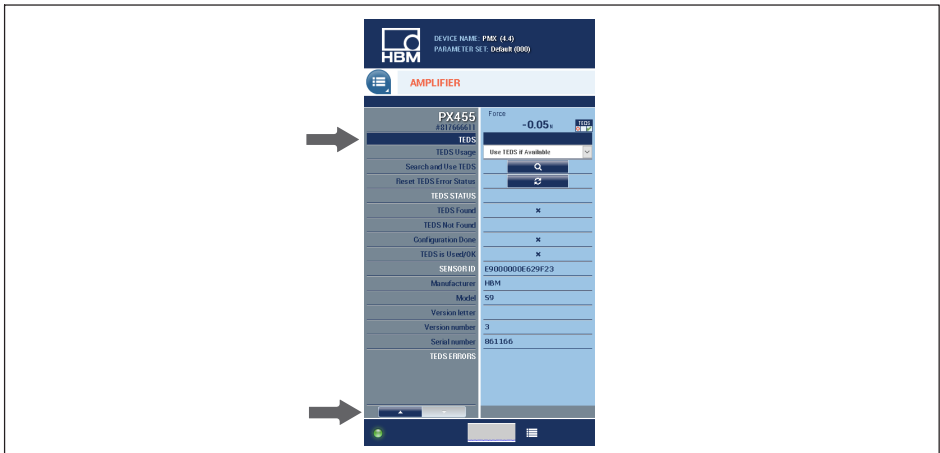 HBM
DEVICE NAME: PMX (4.4)
PARAMETER SET: Default (000)
AMPLIFIER
PX455
#817666611
Force
-0.05 N
TEDS
TEDS
TEDS Usage Use TEDS if Available
Search and Use TEDS
Reset TEDS Error Status
TEDS STATUS
TEDS Found
TEDS Not Found
Configuration Done
TEDS is Used/OK
SENSOR ID E9000000E629F23
Manufacturer HBM
Model S9
Version letter
Version number 3
Serial number 861166
TEDS ERRORS